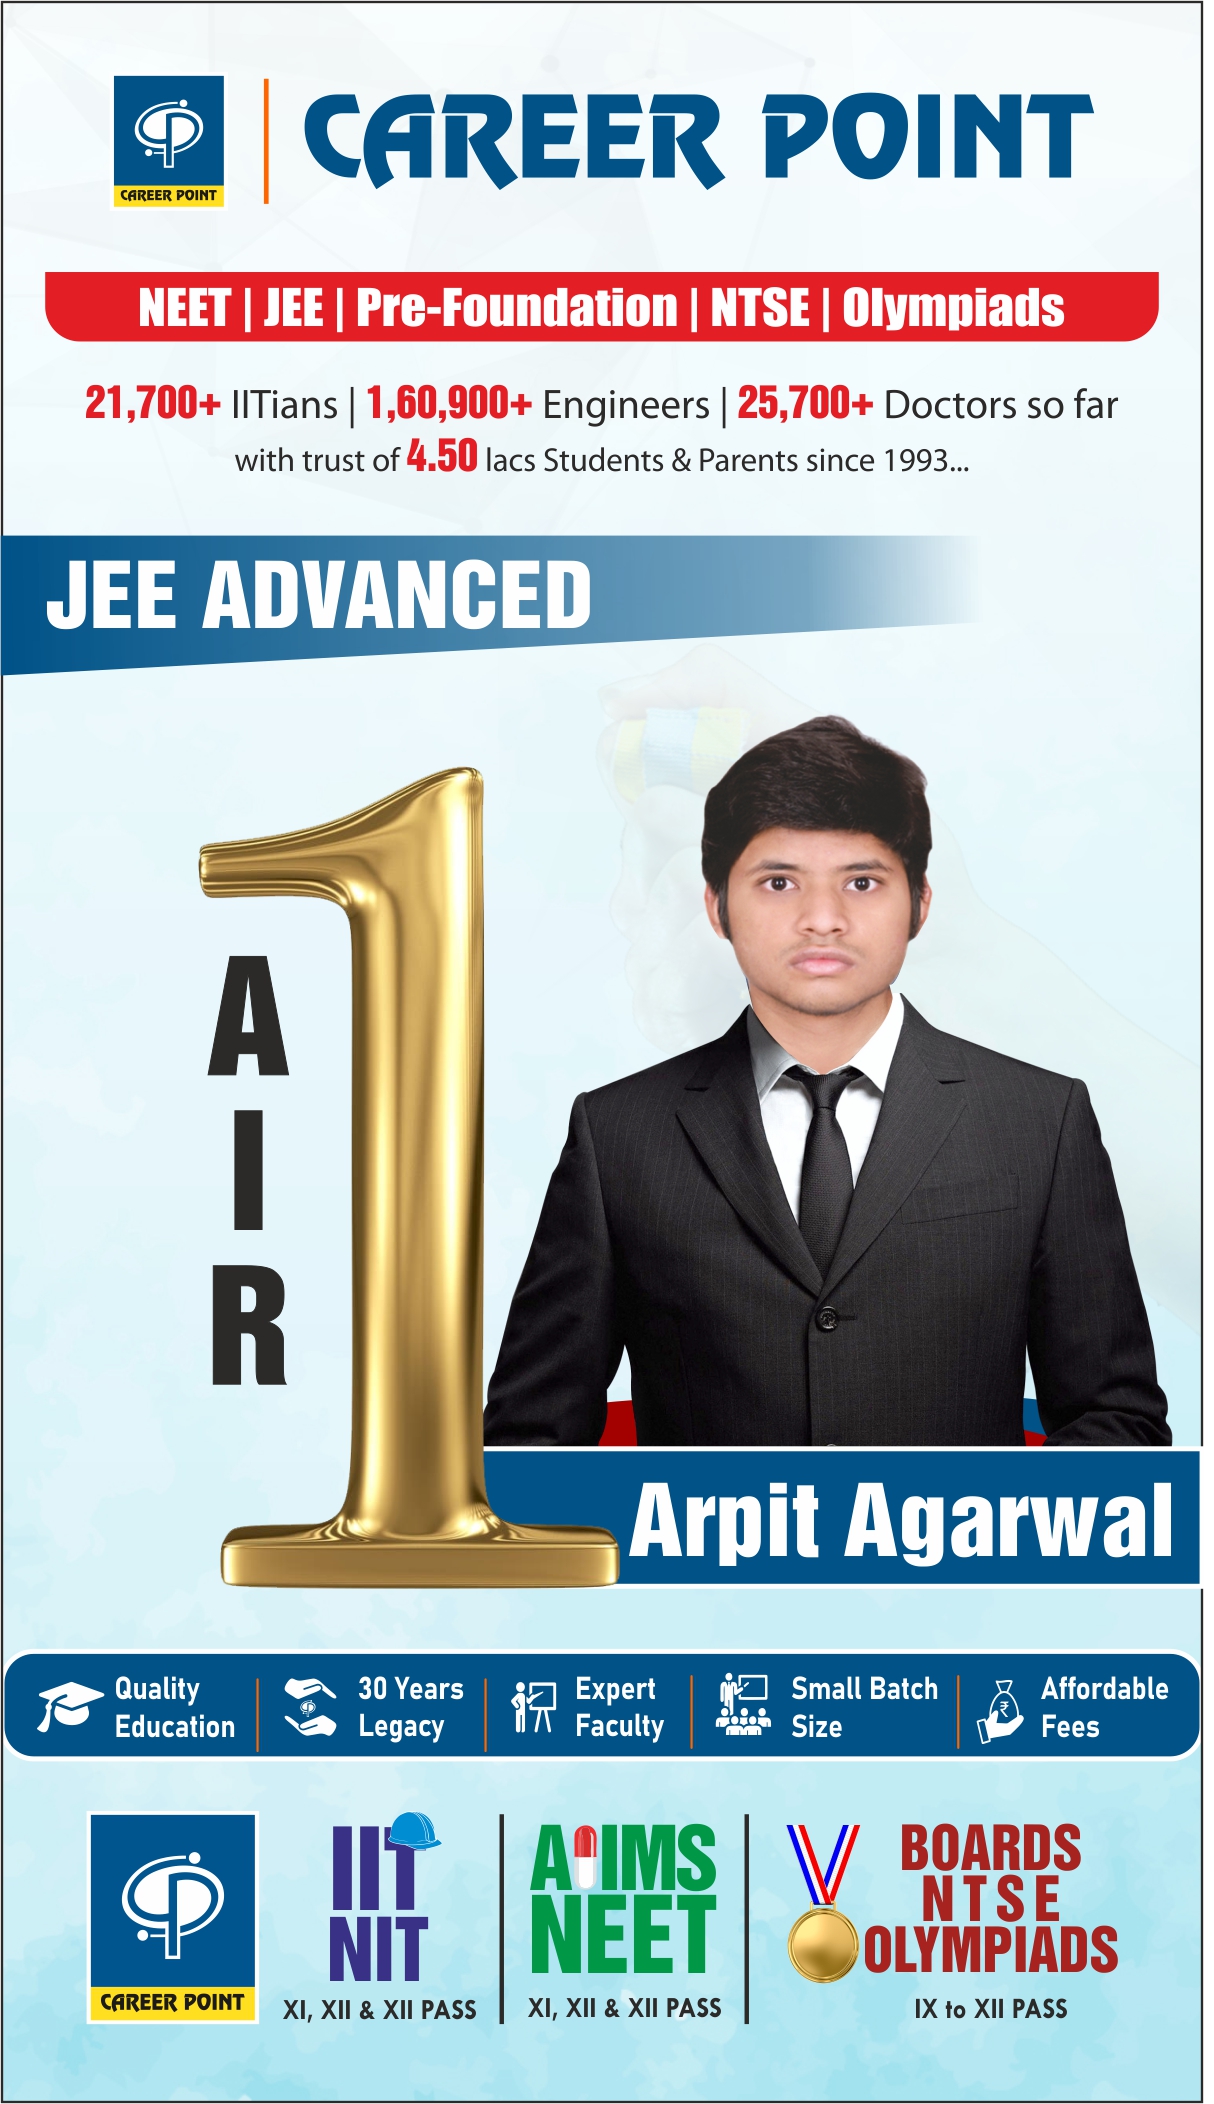 CAREER POINT
CAREER POINT
NEET | JEE | Pre-Foundation | NTSE | Olympiads
21,700+ IITians | 1,60,900+ Engineers | 25,700+ Doctors so far
with trust of 4.50 lacs Students & Parents since 1993...
JEE ADVANCED
AIR
1
Arpit Agarwal
Quality
Education
30 Years
Legacy
Expert
Faculty
Small Batch
Size
₹
Affordable
Fees
CAREER POINT
IIT
NIT
XI, XII & XII PASS
AIIMS
NEET
XI, XII & XII PASS
BOARDS
NTSE
OLYMPIADS
IX to XII PASS